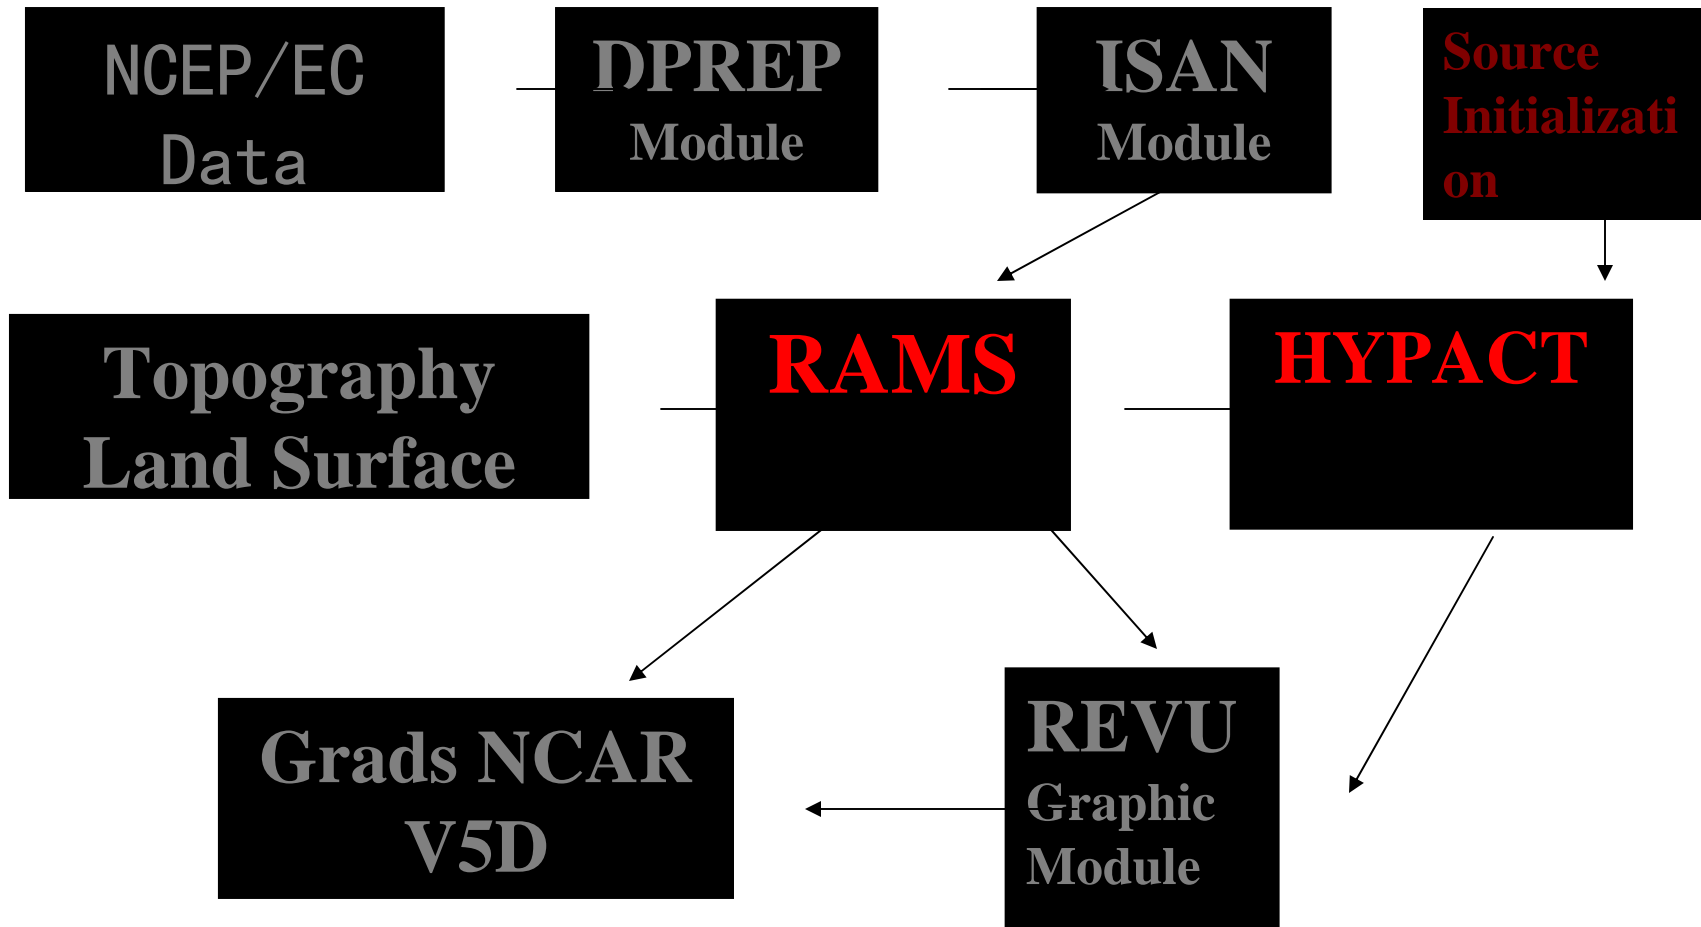 NCEP/EC
Data
DPREP
Module
ISAN
Module
Source
Initializati
on
Topography
Land Surface
RAMS
HYPACT
Grads NCAR
V5D
REVU
Graphic
Module